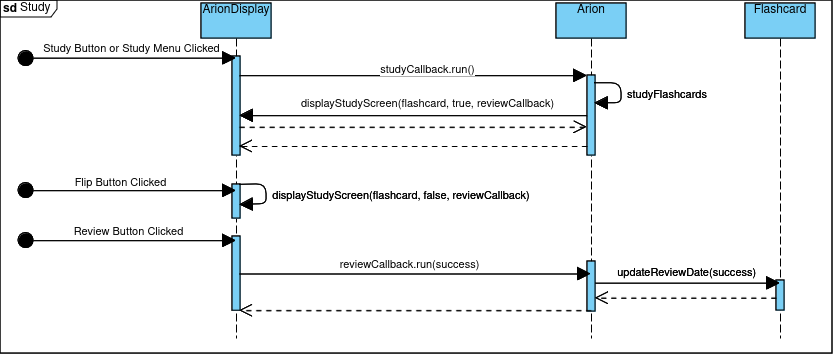 sd Study
ArionDisplay
Arion
Flashcard
Study Button or Study Menu Clicked
studyCallback.run()
studyFlashcards
displayStudyScreen(flashcard, true, reviewCallback)
Flip Button Clicked
displayStudyScreen(flashcard, false, reviewCallback)
Review Button Clicked
reviewCallback.run(success)
updateReviewDate(success)